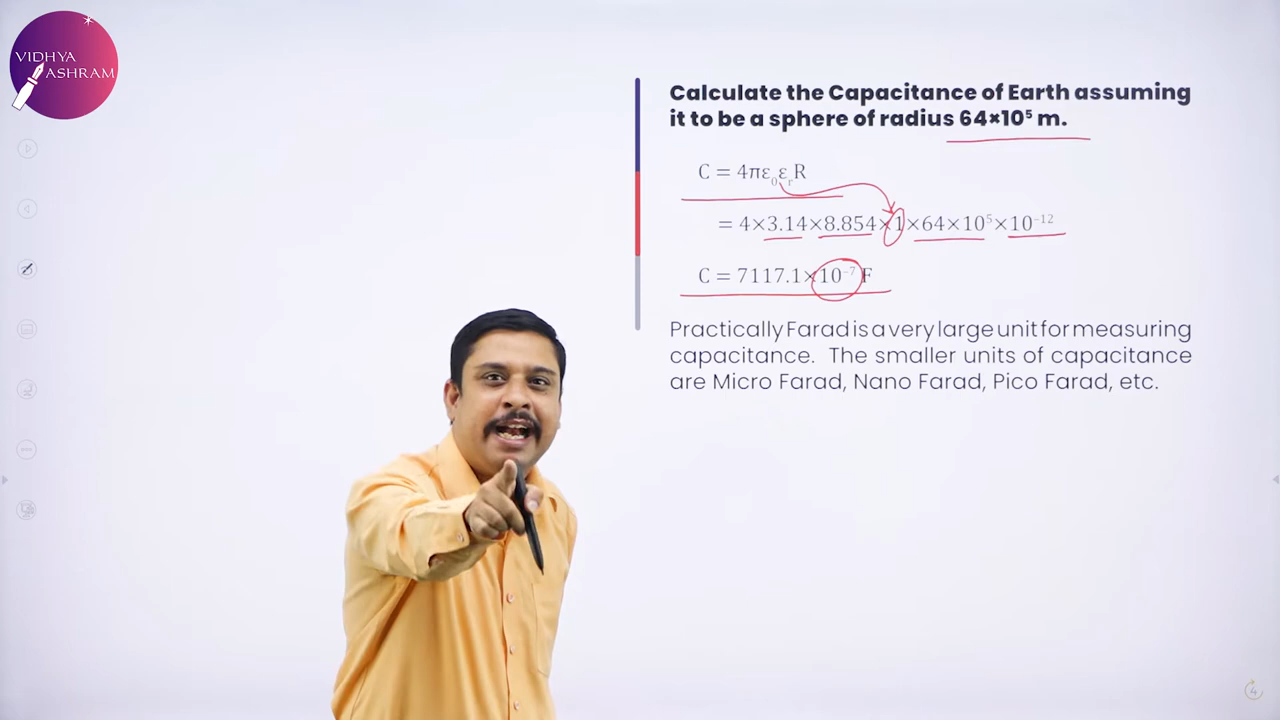 VIDHYA
ASHRAM
Calculate the Capacitance of Earth assuming
it to be a sphere of radius 64×10⁵ m.
C = 4πε₀εᵣR
= 4×3.14×8.854×1×64×10⁵×10⁻¹²
C = 7117.1×10⁻⁷ F
Practically Farad is a very large unit for measuring
capacitance. The smaller units of capacitance
are Micro Farad, Nano Farad, Pico Farad, etc.
4